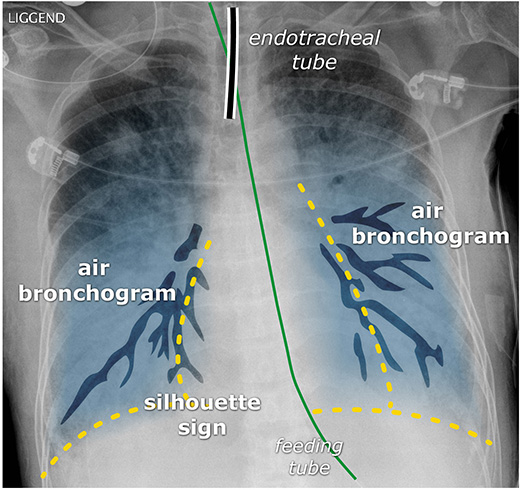 LIGGEND
endotracheal
tube
air
bronchogram
air
bronchogram
silhouette
sign
feeding
tube